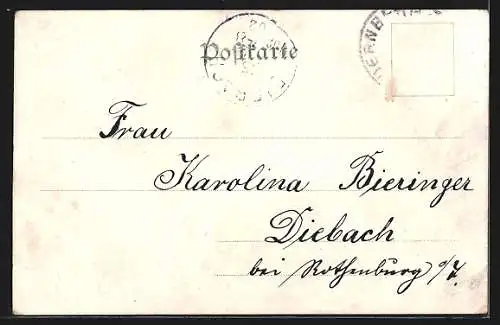 Postkarte
Frau
Karolina Bieringer
Diebach
bei Rothenburg o/T.